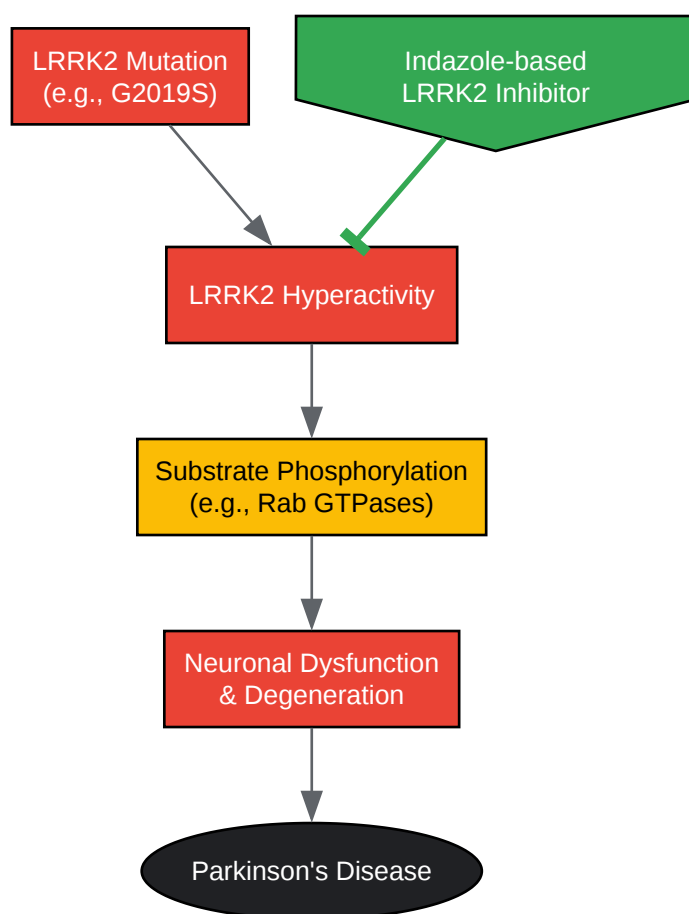 LRRK2 Mutation
(e.g., G2019S)
Indazole-based
LRRK2 Inhibitor
LRRK2 Hyperactivity
Substrate Phosphorylation
(e.g., Rab GTPases)
Neuronal Dysfunction
& Degeneration
Parkinson's Disease